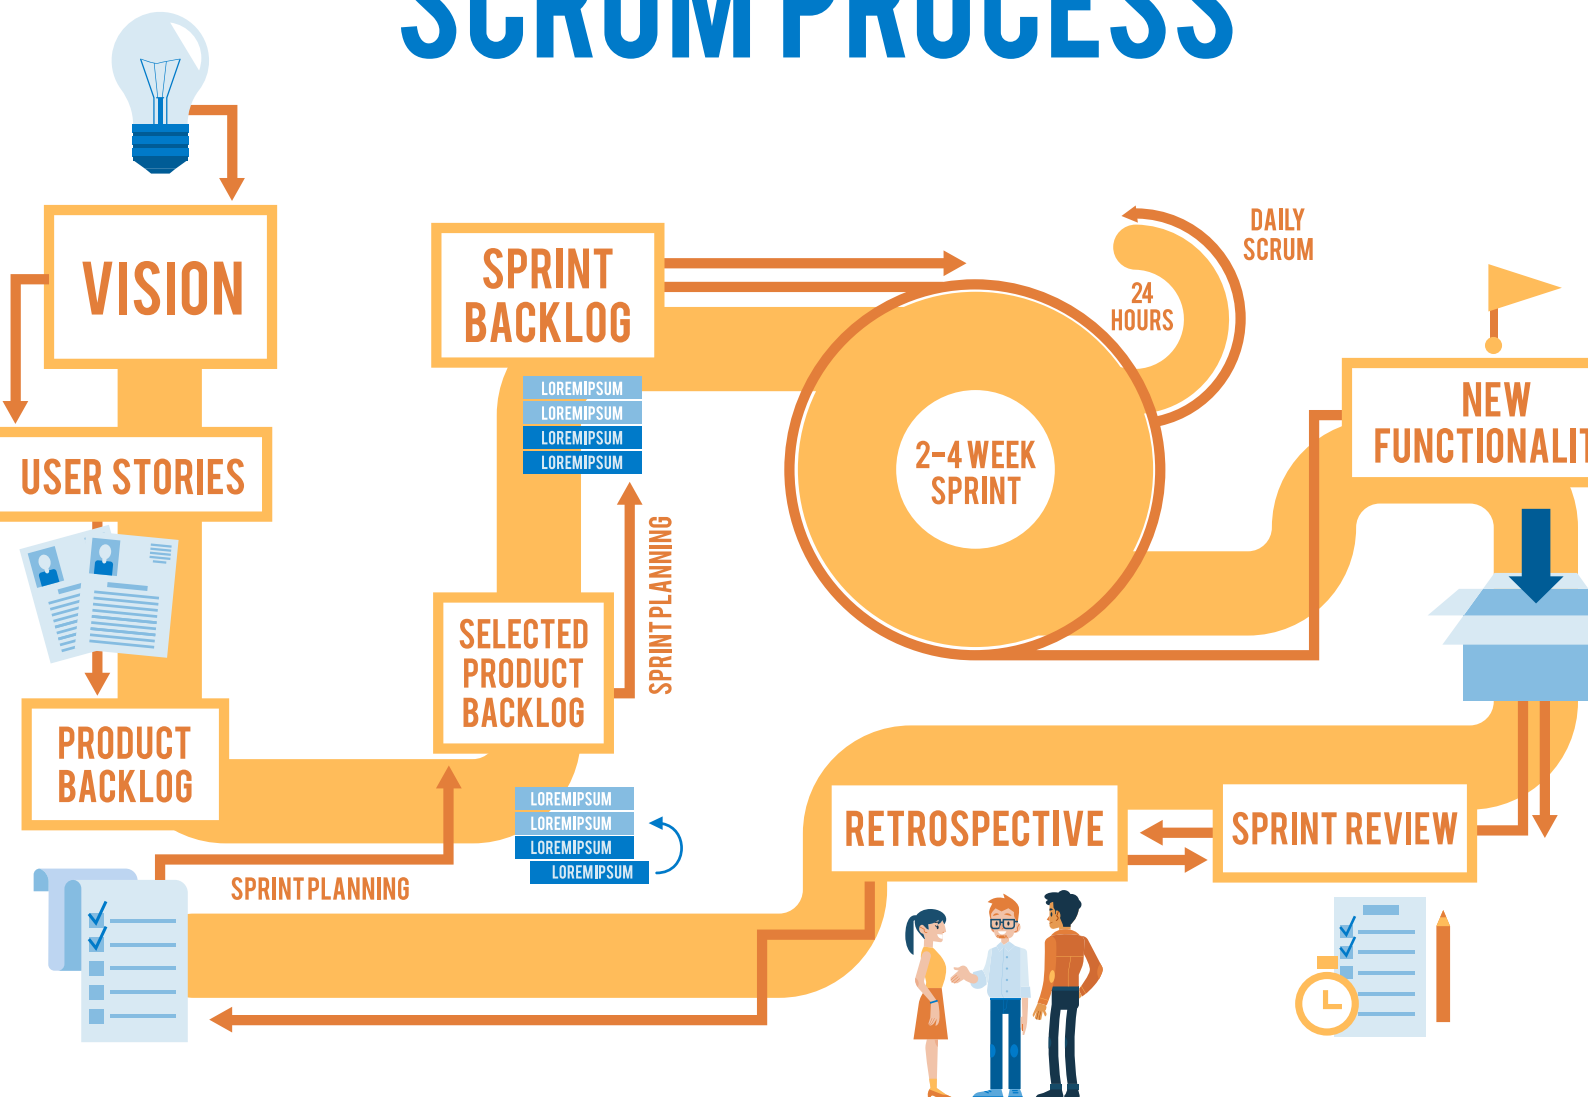 SCRUM PROCESS
VISION
USER STORIES
PRODUCT
BACKLOG
SPRINT PLANNING
SELECTED
PRODUCT
BACKLOG
LOREMIPSUM
LOREMIPSUM
LOREMIPSUM
LOREMIPSUM
SPRINT PLANNING
SPRINT
BACKLOG
LOREMIPSUM
LOREMIPSUM
LOREMIPSUM
LOREMIPSUM
2-4 WEEK
SPRINT
24
HOURS
DAILY
SCRUM
NEW
FUNCTIONALIT
SPRINT REVIEW
RETROSPECTIVE